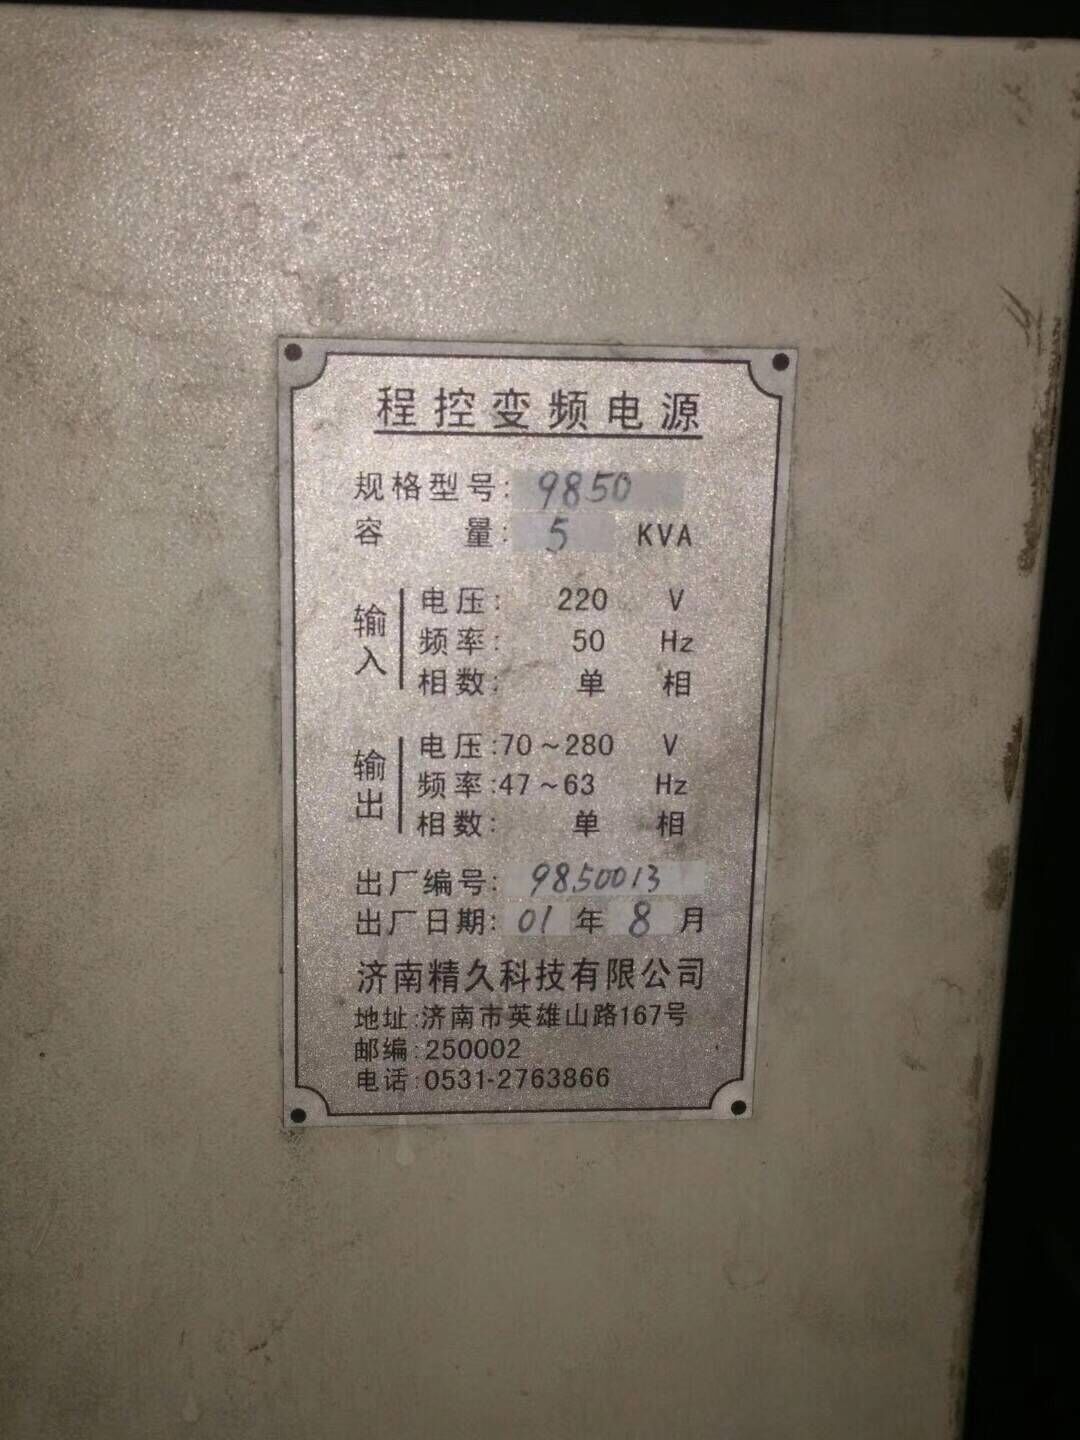 程控变频电源
规格型号: 9850
容 量: 5 KVA
输入
电压: 220 V
频率: 50 Hz
相数: 单 相
输出
电压:70~280 V
频率:47~63 Hz
相数: 单 相
出厂编号: 9850013
出厂日期: 01 年 8 月
济南精久科技有限公司
地址:济南市英雄山路167号
邮编:250002
电话:0531-2763866